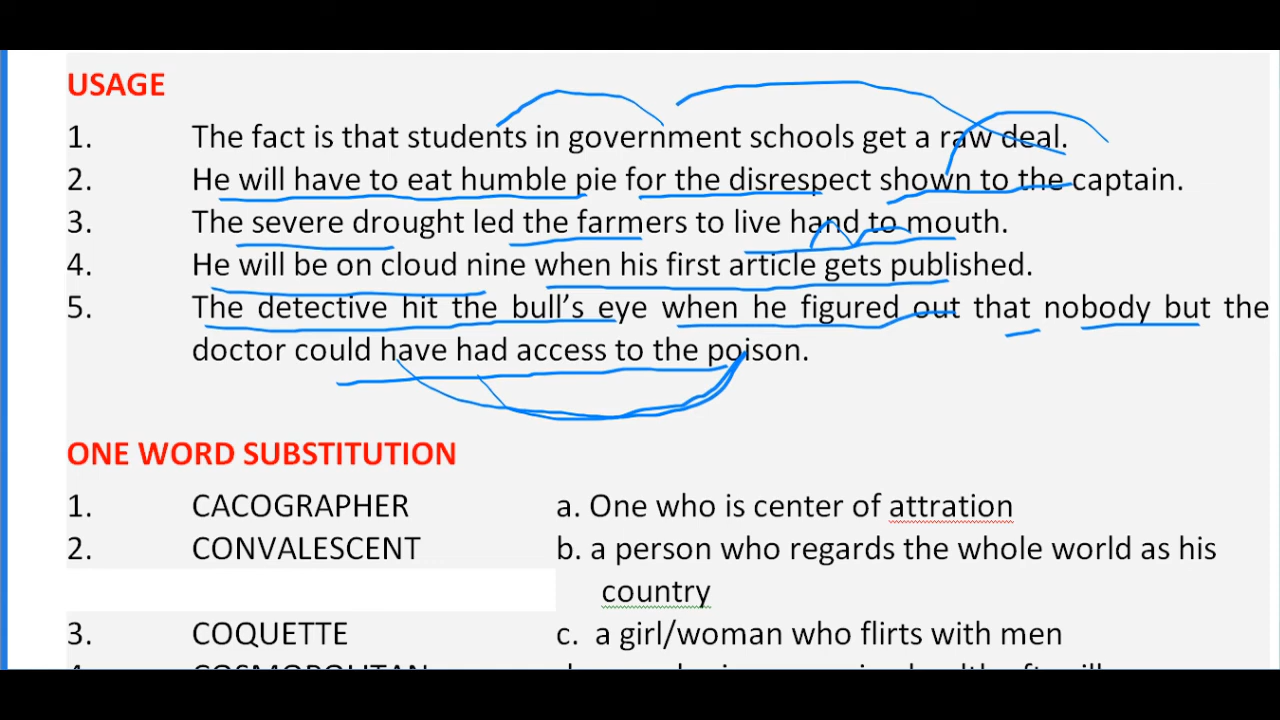 USAGE
1. The fact is that students in government schools get a raw deal.
2. He will have to eat humble pie for the disrespect shown to the captain.
3. The severe drought led the farmers to live hand to mouth.
4. He will be on cloud nine when his first article gets published.
5. The detective hit the bull's eye when he figured out that nobody but the
doctor could have had access to the poison.
ONE WORD SUBSTITUTION
1. CACOGRAPHER a. One who is center of attration
2. CONVALESCENT b. a person who regards the whole world as his
country
3. COQUETTE c. a girl/woman who flirts with men
4. COSMOPOLITAN